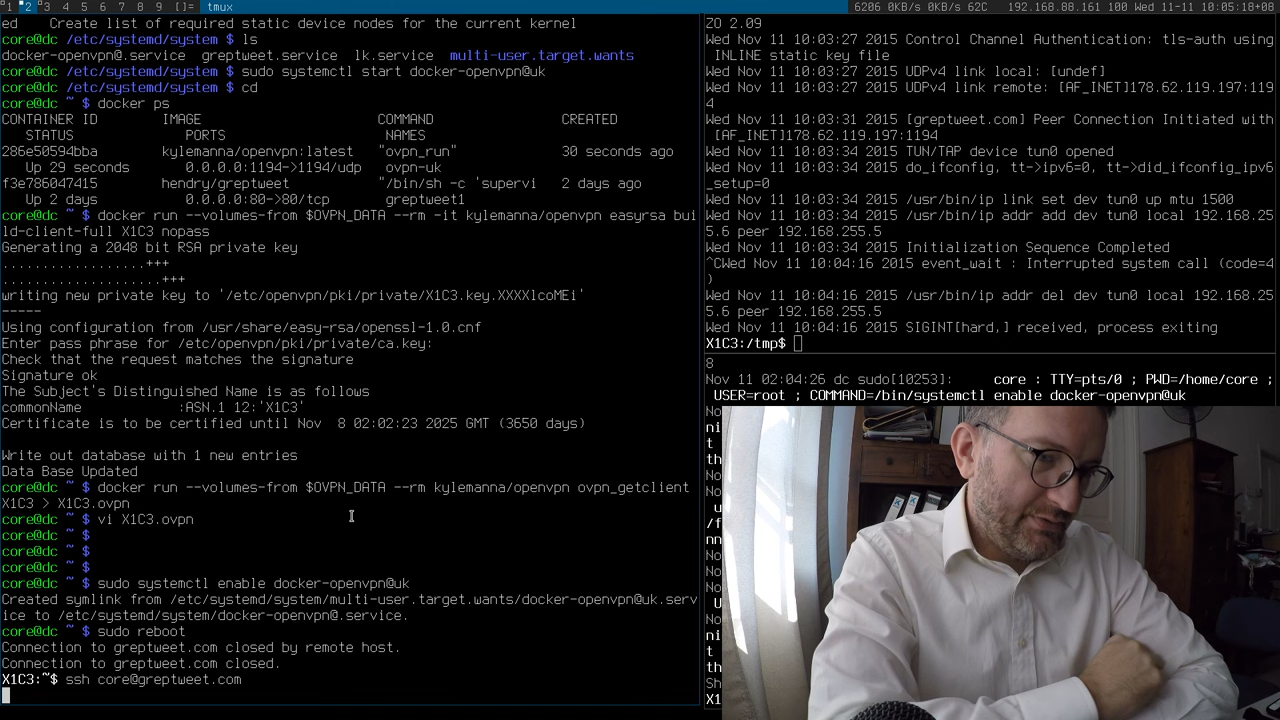 1 2 3 4 5 6 7 8 9 []= tmux 6206 0KB/s 0KB/s 62C 192.168.88.161 100 Wed 11-11 10:05:18+08
ed    Create list of required static device nodes for the current kernel
core@dc /etc/systemd/system $ ls
docker-openvpn@.service  greptweet.service  lk.service  multi-user.target.wants
core@dc /etc/systemd/system $ sudo systemctl start docker-openvpn@uk
core@dc /etc/systemd/system $ cd
core@dc ~ $ docker ps
CONTAINER ID        IMAGE                      COMMAND                CREATED
   STATUS              PORTS                    NAMES
286e50594bba        kylemanna/openvpn:latest   "ovpn_run"             30 seconds ago
   Up 29 seconds       0.0.0.0:1194->1194/udp   ovpn-uk
f3e786047415        hendry/greptweet           "/bin/sh -c 'supervi   2 days ago
   Up 2 days           0.0.0.0:80->80/tcp       greptweet1
core@dc ~ $ docker run --volumes-from $OVPN_DATA --rm -it kylemanna/openvpn easyrsa bui
ld-client-full X1C3 nopass
Generating a 2048 bit RSA private key
..................+++
....................+++
writing new private key to '/etc/openvpn/pki/private/X1C3.key.XXXXlcoMEi'
-----
Using configuration from /usr/share/easy-rsa/openssl-1.0.cnf
Enter pass phrase for /etc/openvpn/pki/private/ca.key:
Check that the request matches the signature
Signature ok
The Subject's Distinguished Name is as follows
commonName            :ASN.1 12:'X1C3'
Certificate is to be certified until Nov  8 02:02:23 2025 GMT (3650 days)
Write out database with 1 new entries
Data Base Updated
core@dc ~ $ docker run --volumes-from $OVPN_DATA --rm kylemanna/openvpn ovpn_getclient
X1C3 > X1C3.ovpn
core@dc ~ $ vi X1C3.ovpn
core@dc ~ $
core@dc ~ $
core@dc ~ $
core@dc ~ $ sudo systemctl enable docker-openvpn@uk
Created symlink from /etc/systemd/system/multi-user.target.wants/docker-openvpn@uk.serv
ice to /etc/systemd/system/docker-openvpn@.service.
core@dc ~ $ sudo reboot
Connection to greptweet.com closed by remote host.
Connection to greptweet.com closed.
X1C3:~$ ssh core@greptweet.com
ZO 2.09
Wed Nov 11 10:03:27 2015 Control Channel Authentication: tls-auth using
 INLINE static key file
Wed Nov 11 10:03:27 2015 UDPv4 link local: [undef]
Wed Nov 11 10:03:27 2015 UDPv4 link remote: [AF_INET]178.62.119.197:119
4
Wed Nov 11 10:03:31 2015 [greptweet.com] Peer Connection Initiated with
 [AF_INET]178.62.119.197:1194
Wed Nov 11 10:03:34 2015 TUN/TAP device tun0 opened
Wed Nov 11 10:03:34 2015 do_ifconfig, tt->ipv6=0, tt->did_ifconfig_ipv6
_setup=0
Wed Nov 11 10:03:34 2015 /usr/bin/ip link set dev tun0 up mtu 1500
Wed Nov 11 10:03:34 2015 /usr/bin/ip addr add dev tun0 local 192.168.25
5.6 peer 192.168.255.5
Wed Nov 11 10:03:34 2015 Initialization Sequence Completed
^CWed Nov 11 10:04:16 2015 event_wait : Interrupted system call (code=4
)
Wed Nov 11 10:04:16 2015 /usr/bin/ip addr del dev tun0 local 192.168.25
5.6 peer 192.168.255.5
Wed Nov 11 10:04:16 2015 SIGINT[hard,] received, process exiting
X1C3:/tmp$
8
Nov 11 02:04:26 dc sudo[10253]:     core : TTY=pts/0 ; PWD=/home/core ;
 USER=root ; COMMAND=/bin/systemctl enable docker-openvpn@uk